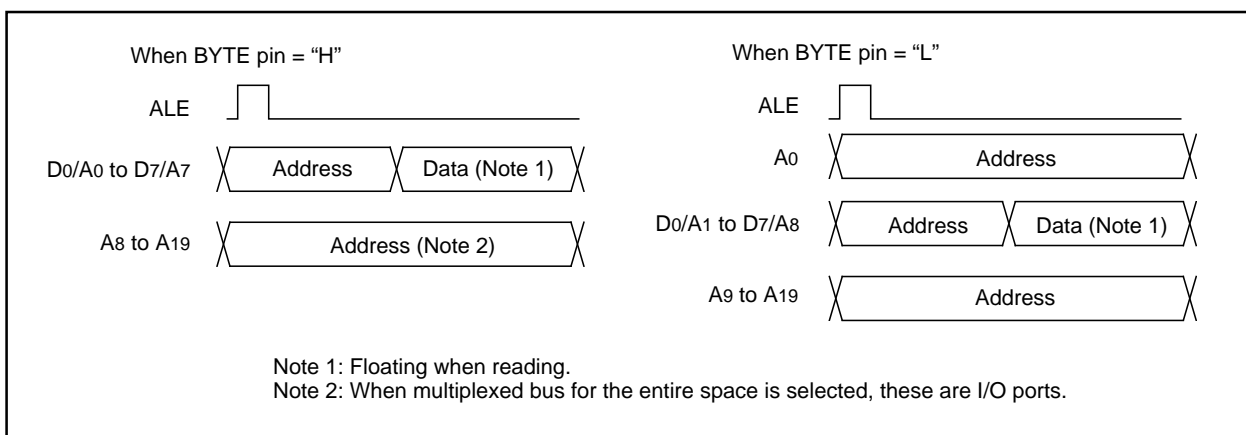 When BYTE pin = “H”
ALE
D0/A0 to D7/A7
Address
Data (Note 1)
A8 to A19
Address (Note 2)
When BYTE pin = “L”
ALE
A0
Address
D0/A1 to D7/A8
Address
Data (Note 1)
A9 to A19
Address
Note 1: Floating when reading.
Note 2: When multiplexed bus for the entire space is selected, these are I/O ports.